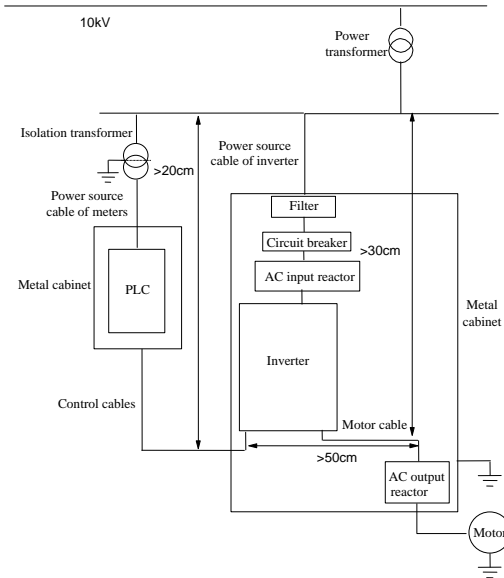 10kV
Power
transformer
Isolation transformer
>20cm
Power source
cable of inverter
Power source
cable of meters
Filter
Circuit breaker
>30cm
AC input reactor
Metal cabinet
PLC
Metal
cabinet
Inverter
Control cables
Motor cable
>50cm
AC output
reactor
Motor